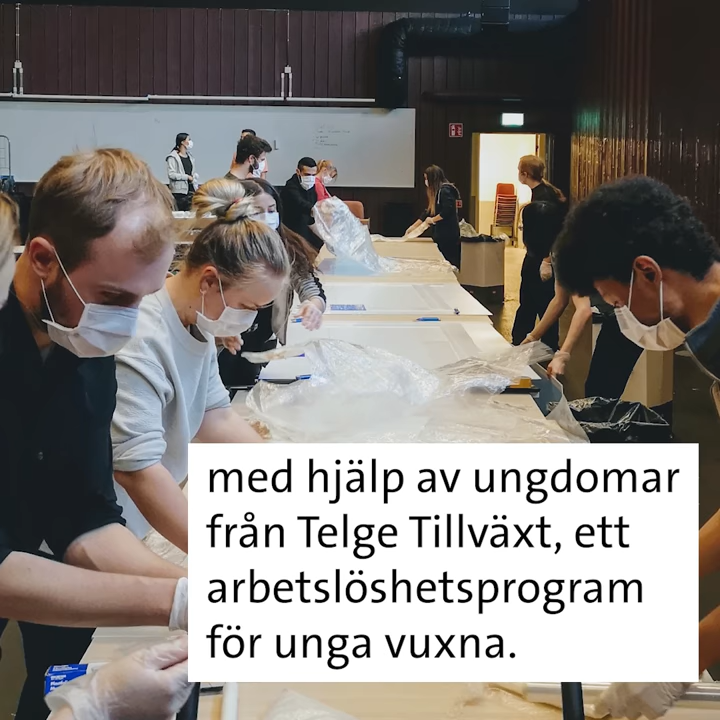 med hjälp av ungdomar
från Telge Tillväxt, ett
arbetslöshetsprogram
för unga vuxna.